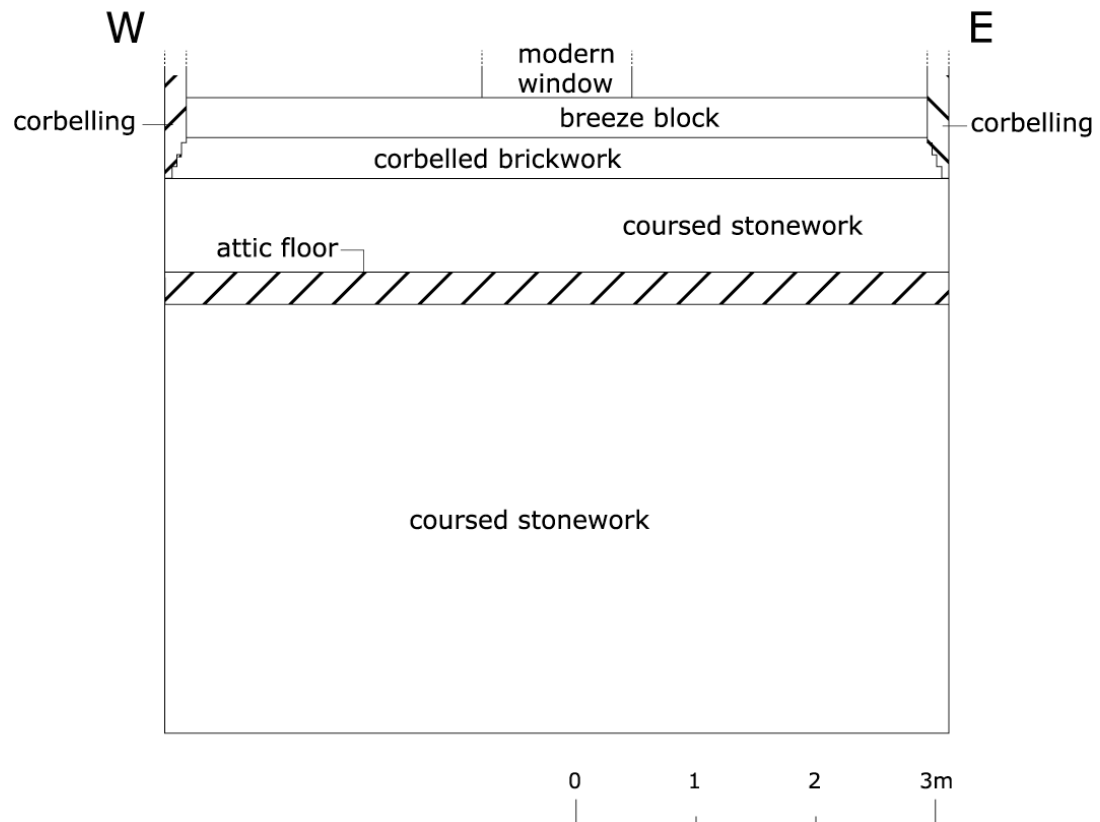 W
E
modern
window
corbelling
breeze block
corbelling
corbelled brickwork
coursed stonework
attic floor
coursed stonework
0 1 2 3m